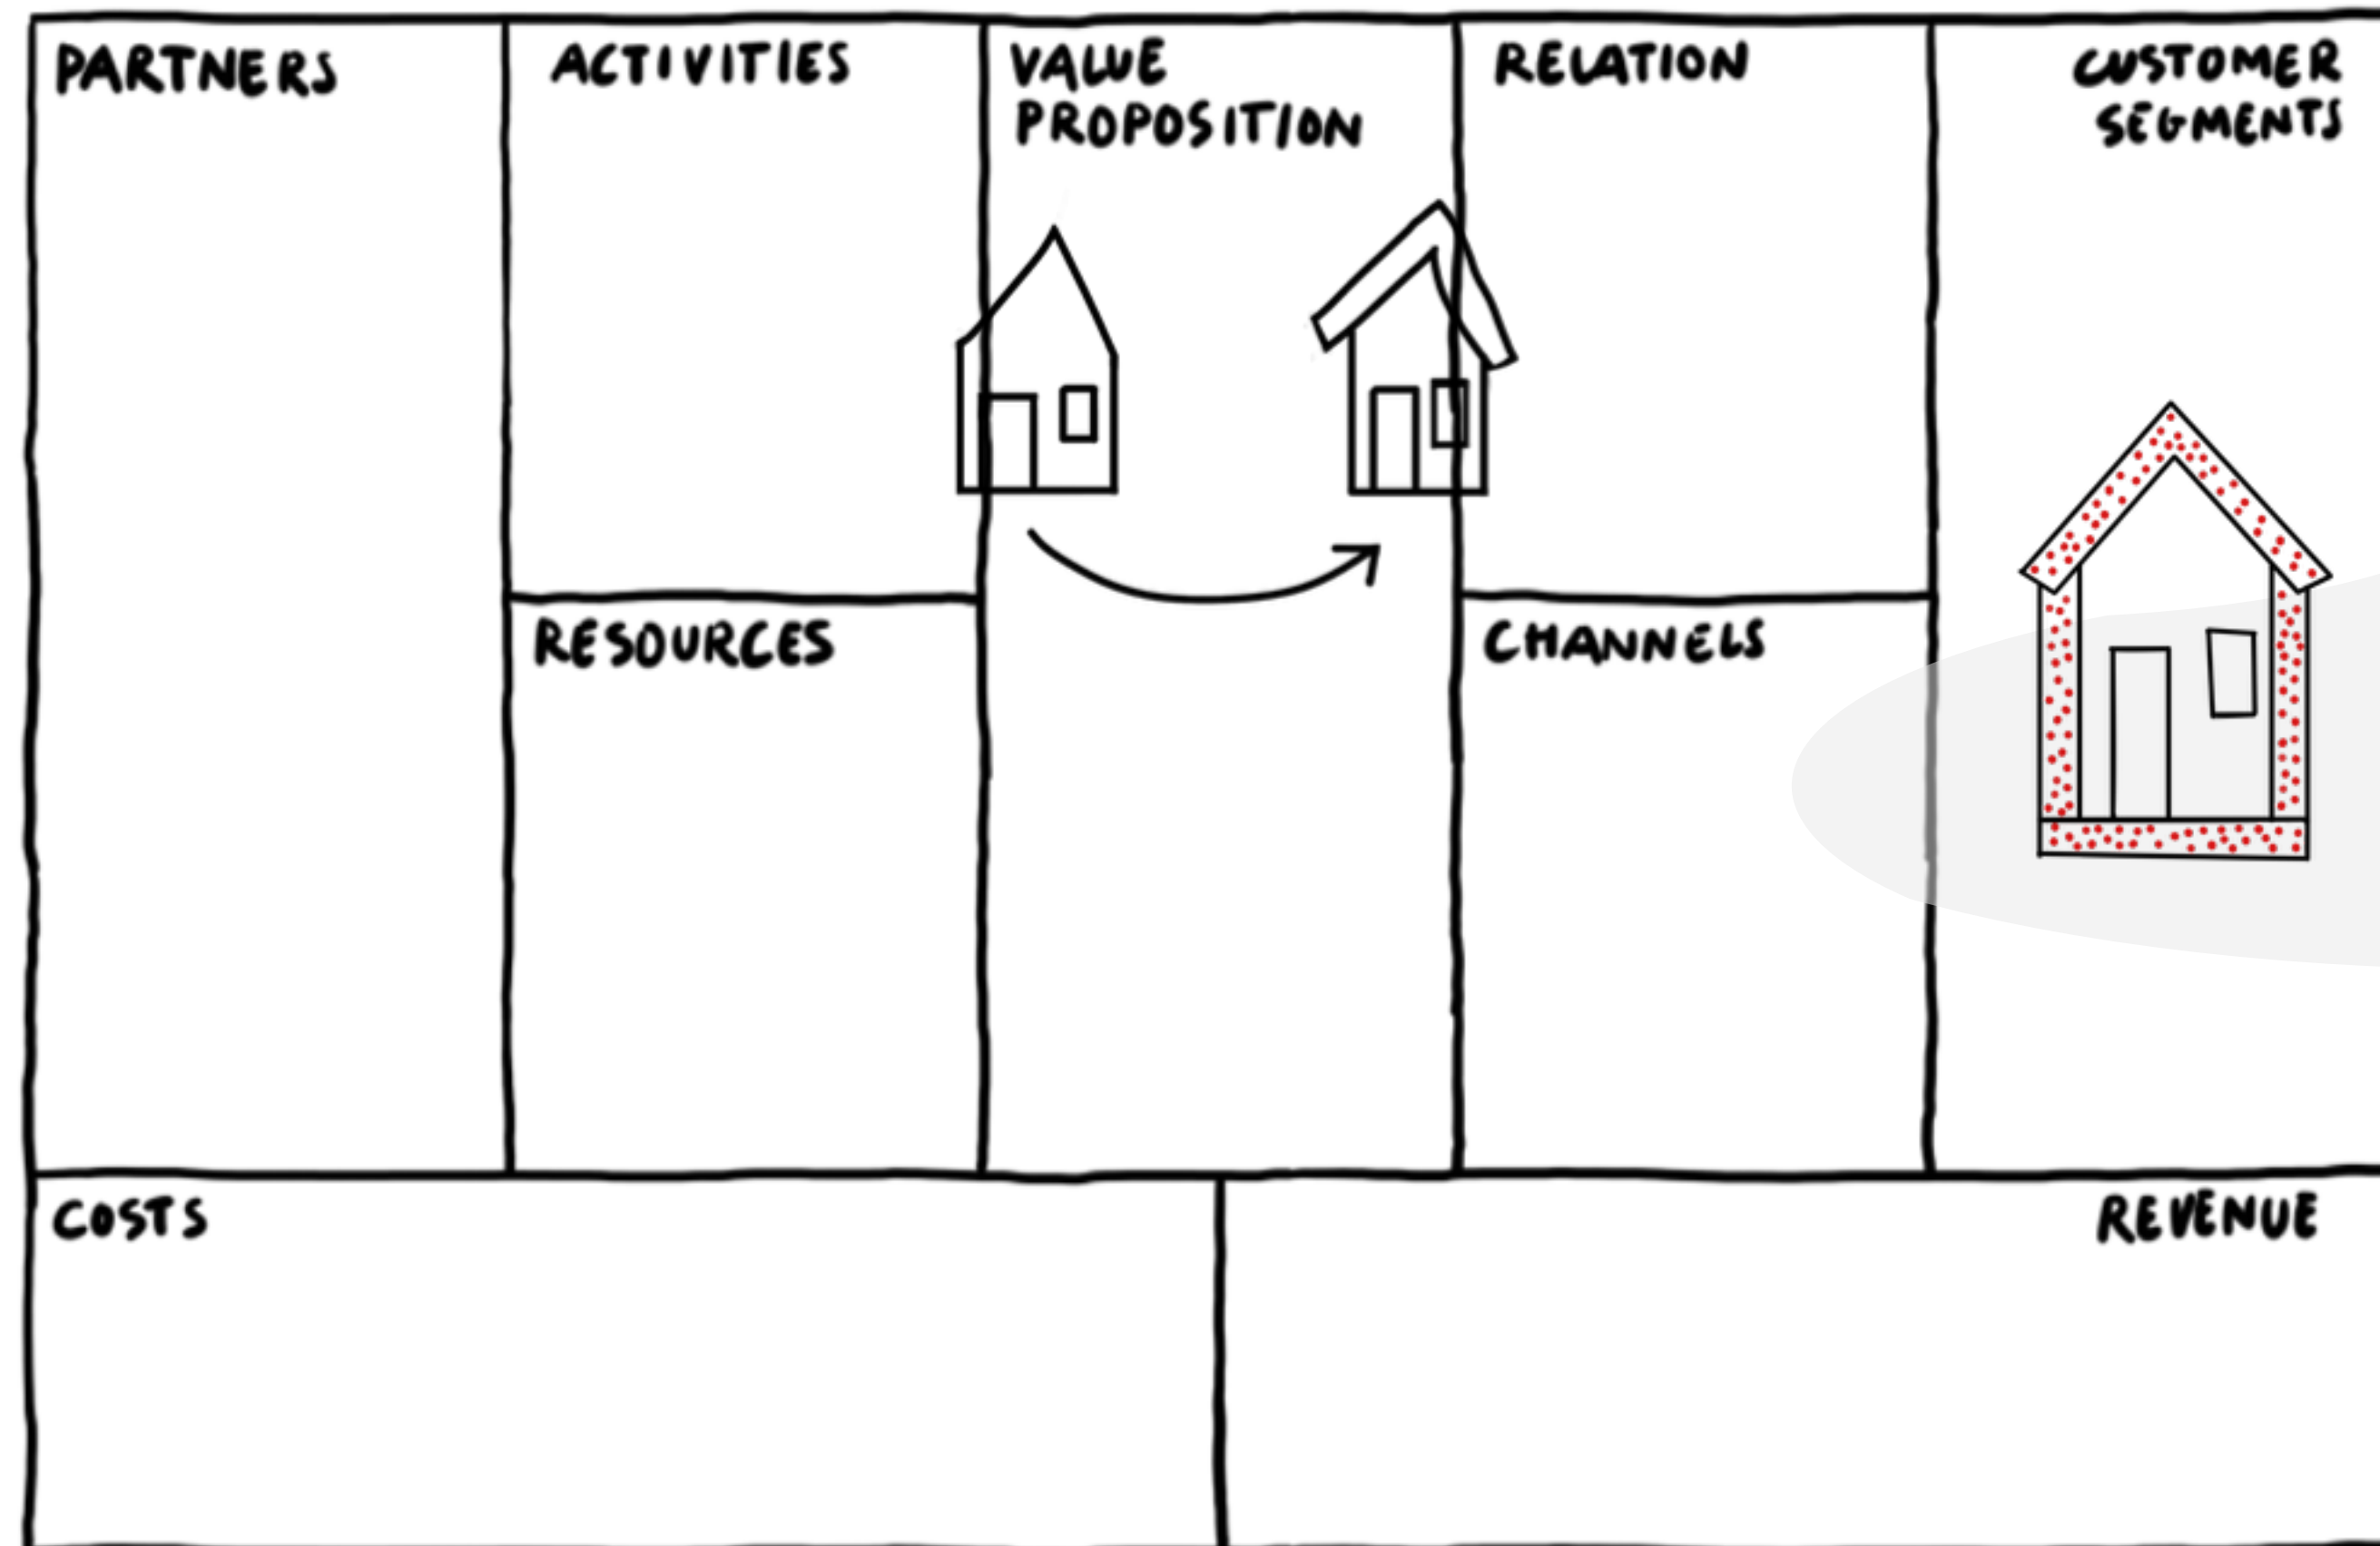 PARTNERS
ACTIVITIES
VALUE
PROPOSITION
RELATION
CUSTOMER
SEGMENTS
RESOURCES
CHANNELS
COSTS
REVENUE